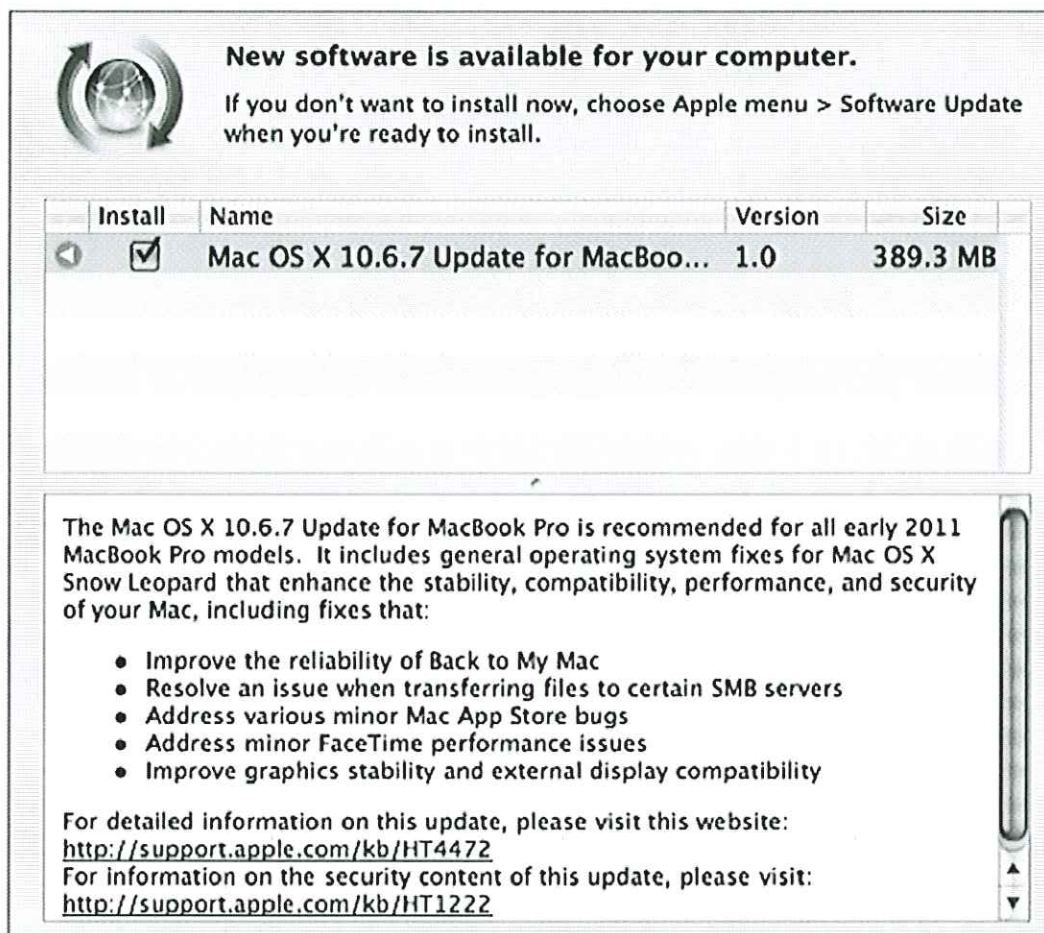 New software is available for your computer.
If you don't want to install now, choose Apple menu > Software Update
when you're ready to install.
Install Name Version Size
Mac OS X 10.6.7 Update for MacBoo... 1.0 389.3 MB
The Mac OS X 10.6.7 Update for MacBook Pro is recommended for all early 2011
MacBook Pro models. It includes general operating system fixes for Mac OS X
Snow Leopard that enhance the stability, compatibility, performance, and security
of your Mac, including fixes that:
• Improve the reliability of Back to My Mac
• Resolve an issue when transferring files to certain SMB servers
• Address various minor Mac App Store bugs
• Address minor FaceTime performance issues
• Improve graphics stability and external display compatibility
For detailed information on this update, please visit this website:
http://support.apple.com/kb/HT4472
For information on the security content of this update, please visit:
http://support.apple.com/kb/HT1222